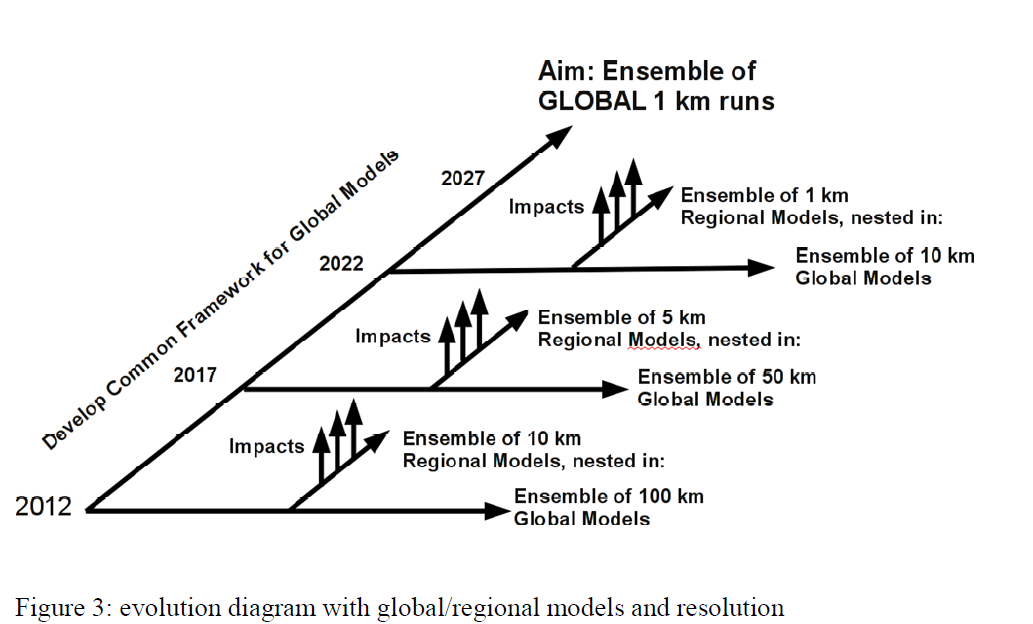 Aim: Ensemble of
GLOBAL 1 km runs
Develop Common Framework for Global Models
2027
Impacts
Ensemble of 1 km
Regional Models, nested in:
2022
Ensemble of 10 km
Global Models
Impacts
Ensemble of 5 km
Regional Models, nested in:
2017
Ensemble of 50 km
Global Models
Impacts
Ensemble of 10 km
Regional Models, nested in:
2012
Ensemble of 100 km
Global Models
Figure 3: evolution diagram with global/regional models and resolution